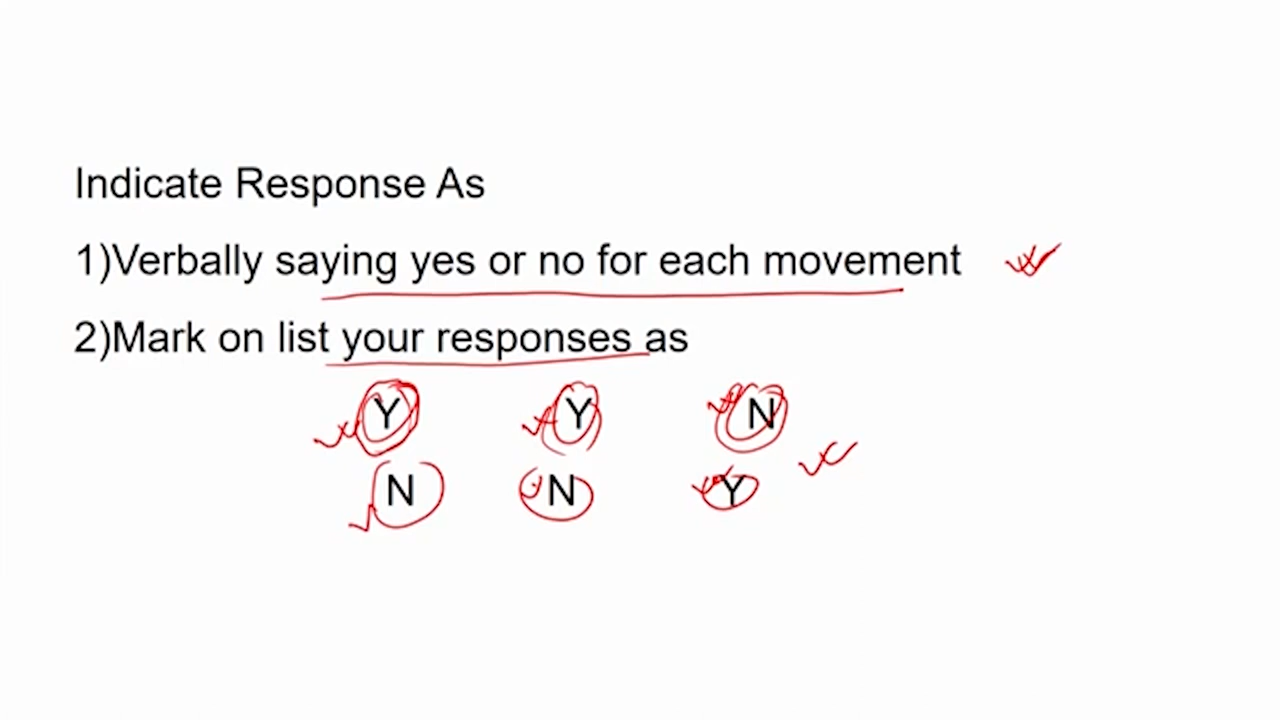 Indicate Response As
1)Verbally saying yes or no for each movement
2)Mark on list your responses as
Y Y N
N N Y